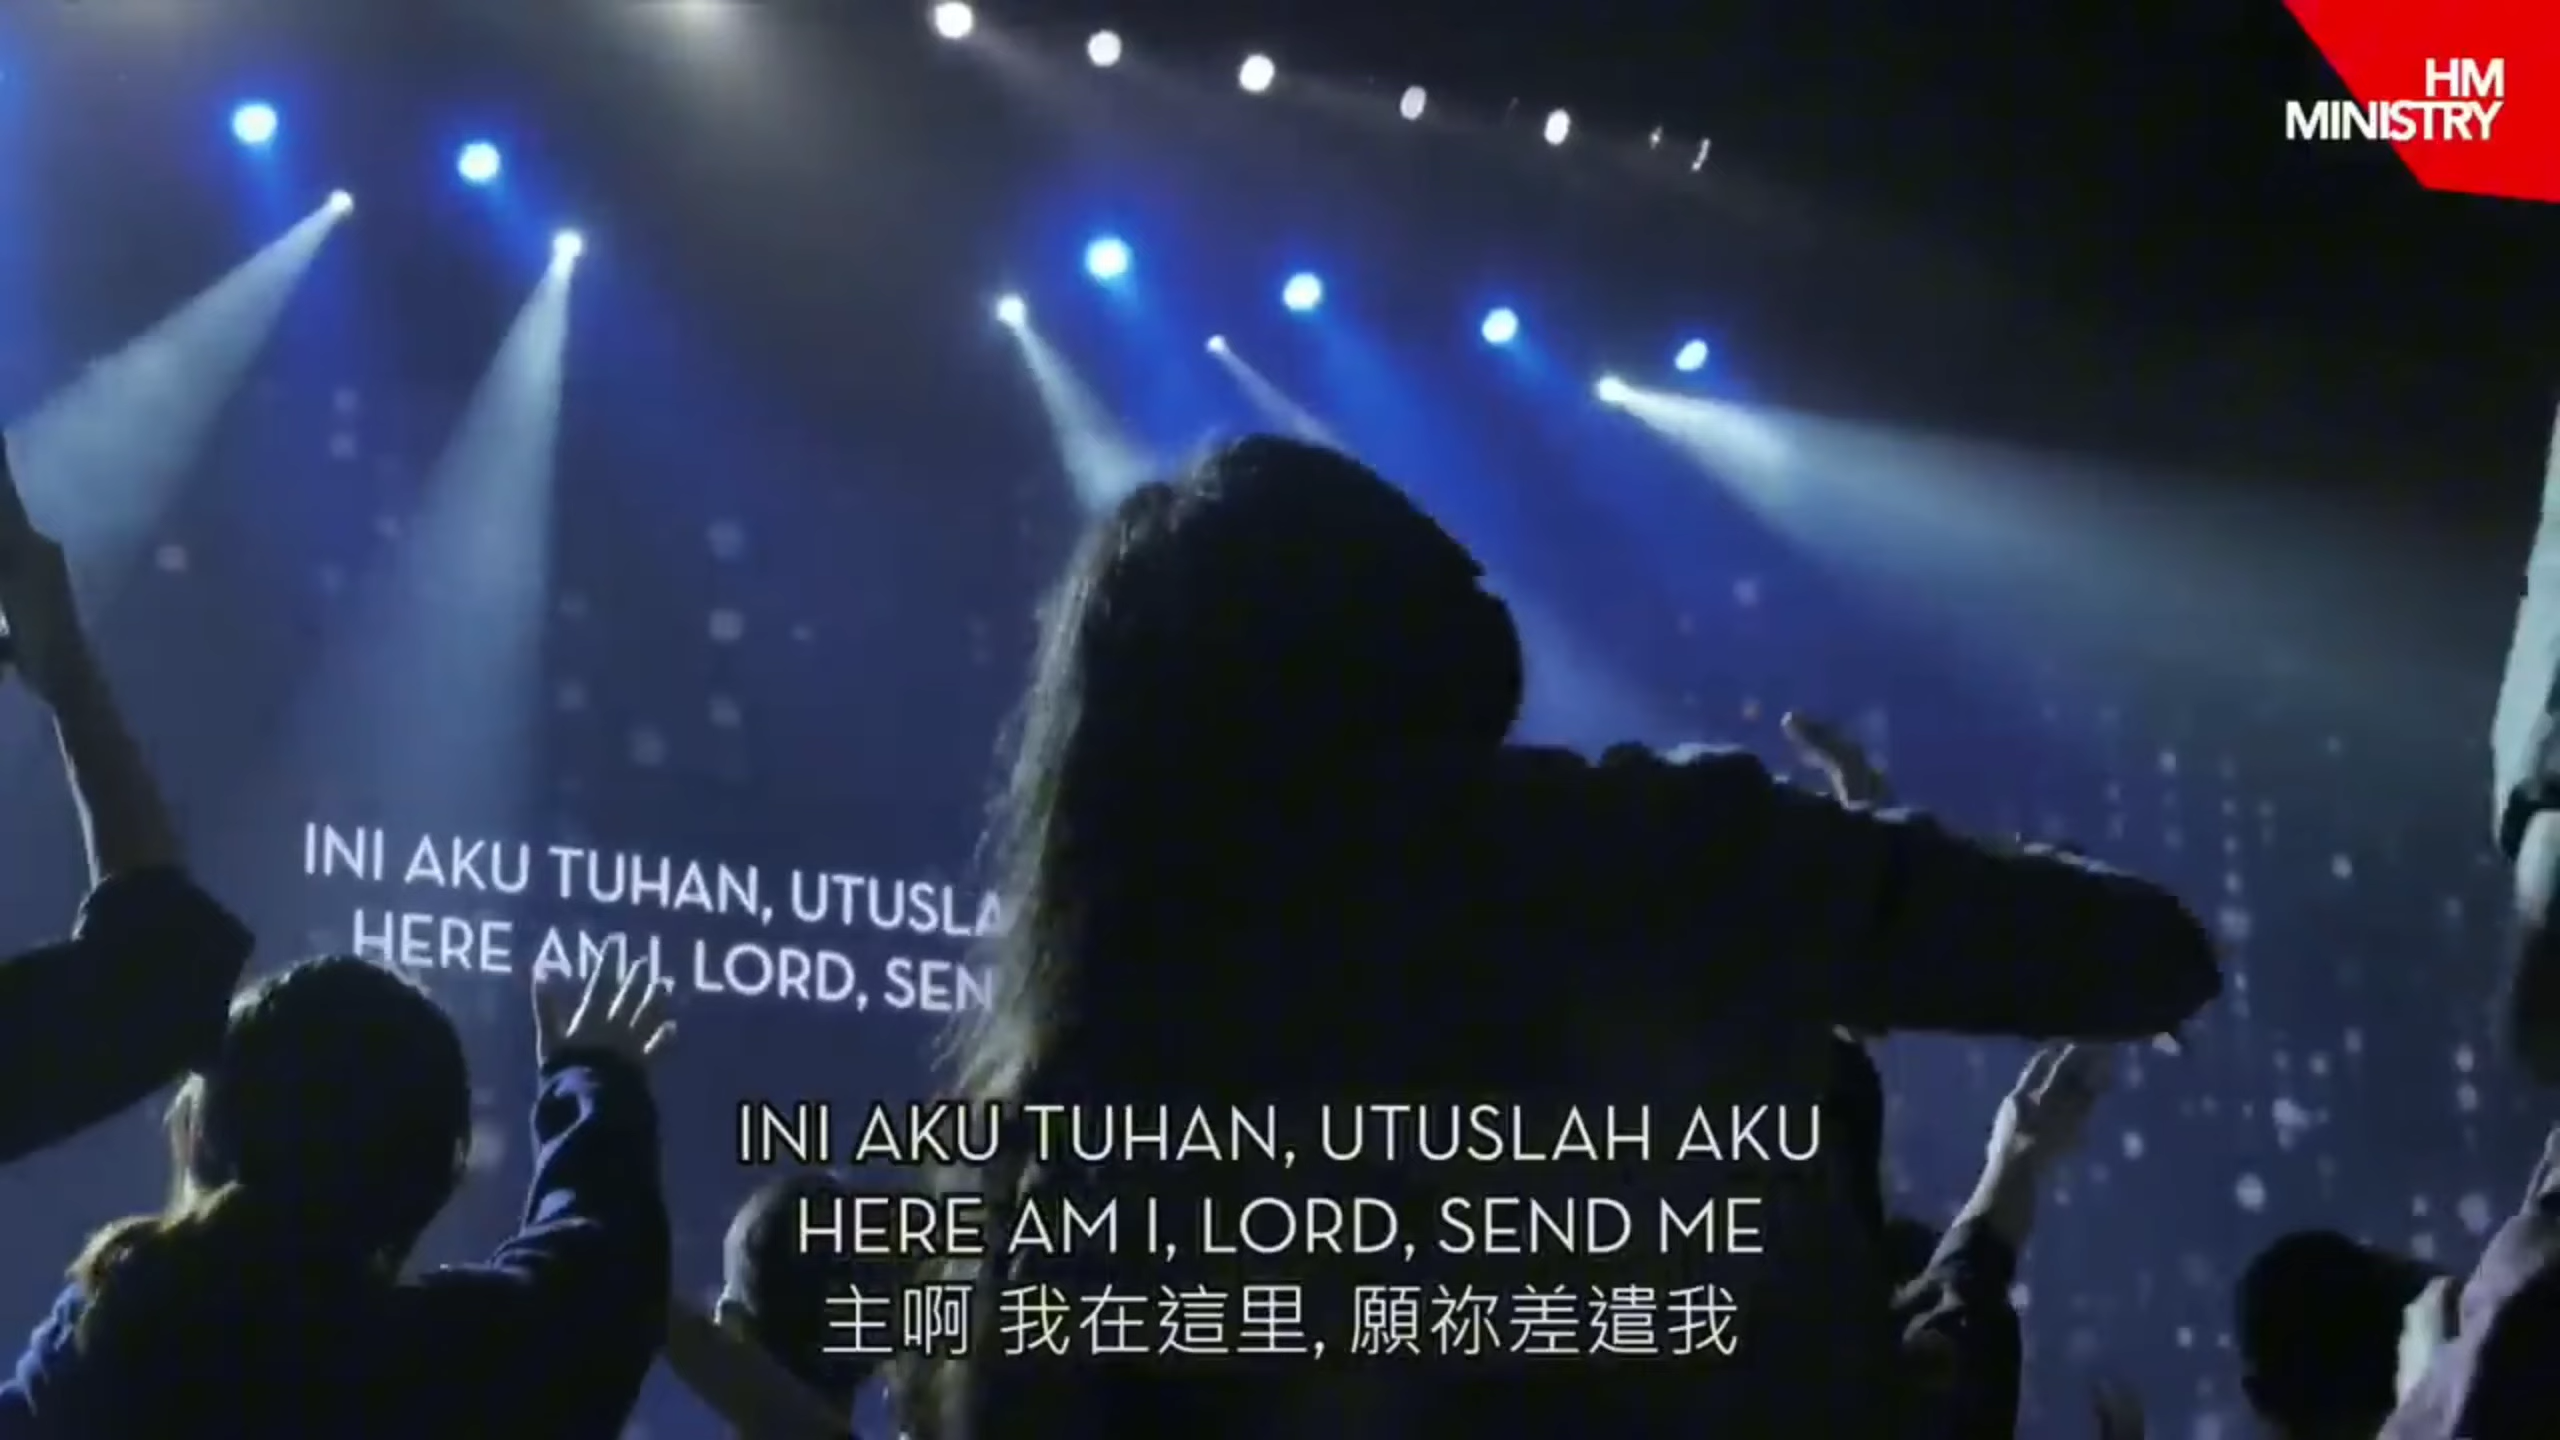 HM
MINISTRY
INI AKU TUHAN, UTUSLA
HERE AM I, LORD, SEN
INI AKU TUHAN, UTUSLAH AKU
HERE AM I, LORD, SEND ME
主啊 我在這里, 願祢差遣我